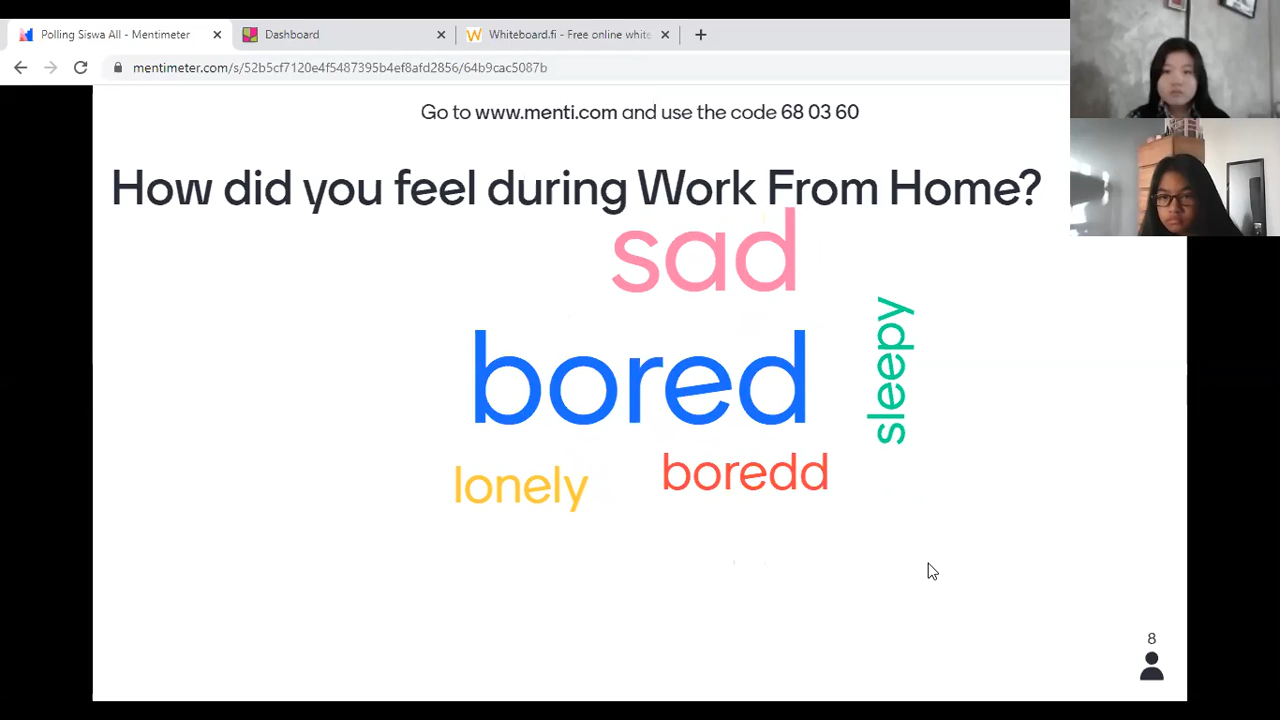 Polling Siswa All - Mentimeter
Dashboard
Whiteboard.fi - Free online white
mentimeter.com/s/52b5cf7120e4f5487395b4ef8afd2856/64b9cac5087b
Go to www.menti.com and use the code 68 03 60
How did you feel during Work From Home?
sad
bored
sleepy
lonely
boredd
8